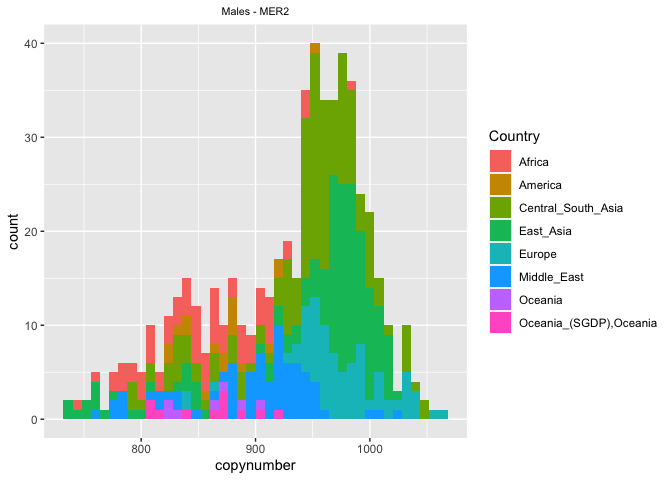 Males - MER2
40
30
20
10
0
count
800
900
1000
copynumber
Country
Africa
America
Central_South_Asia
East_Asia
Europe
Middle_East
Oceania
Oceania_(SGDP),Oceania